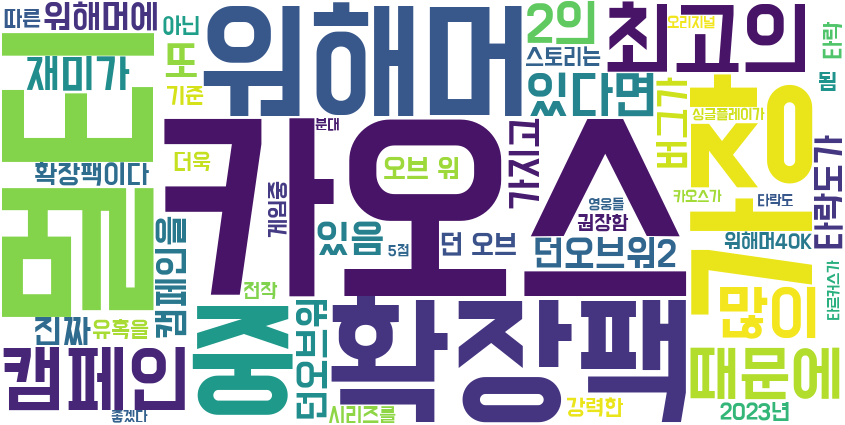 따른
워해머에
아닌
또
기준
재미가
워해머
2의
스토리는
있다면
최고의
오리지널
타락
됨
멀티
확장팩이다
더욱
분대
카오스
오브 워
가지고
버그가
싱글플레이가
가장
타락도가
게임중
영웅들
권장함
카오스가
타락도
캠페인을
있음
5점
던 오브
던오브워2
워해머40K
타르커스가
전작
진짜
유혹을
캠페인
좋겠다
중
던오브워
시리즈를
확장팩
강력한
많이
때문에
2023년